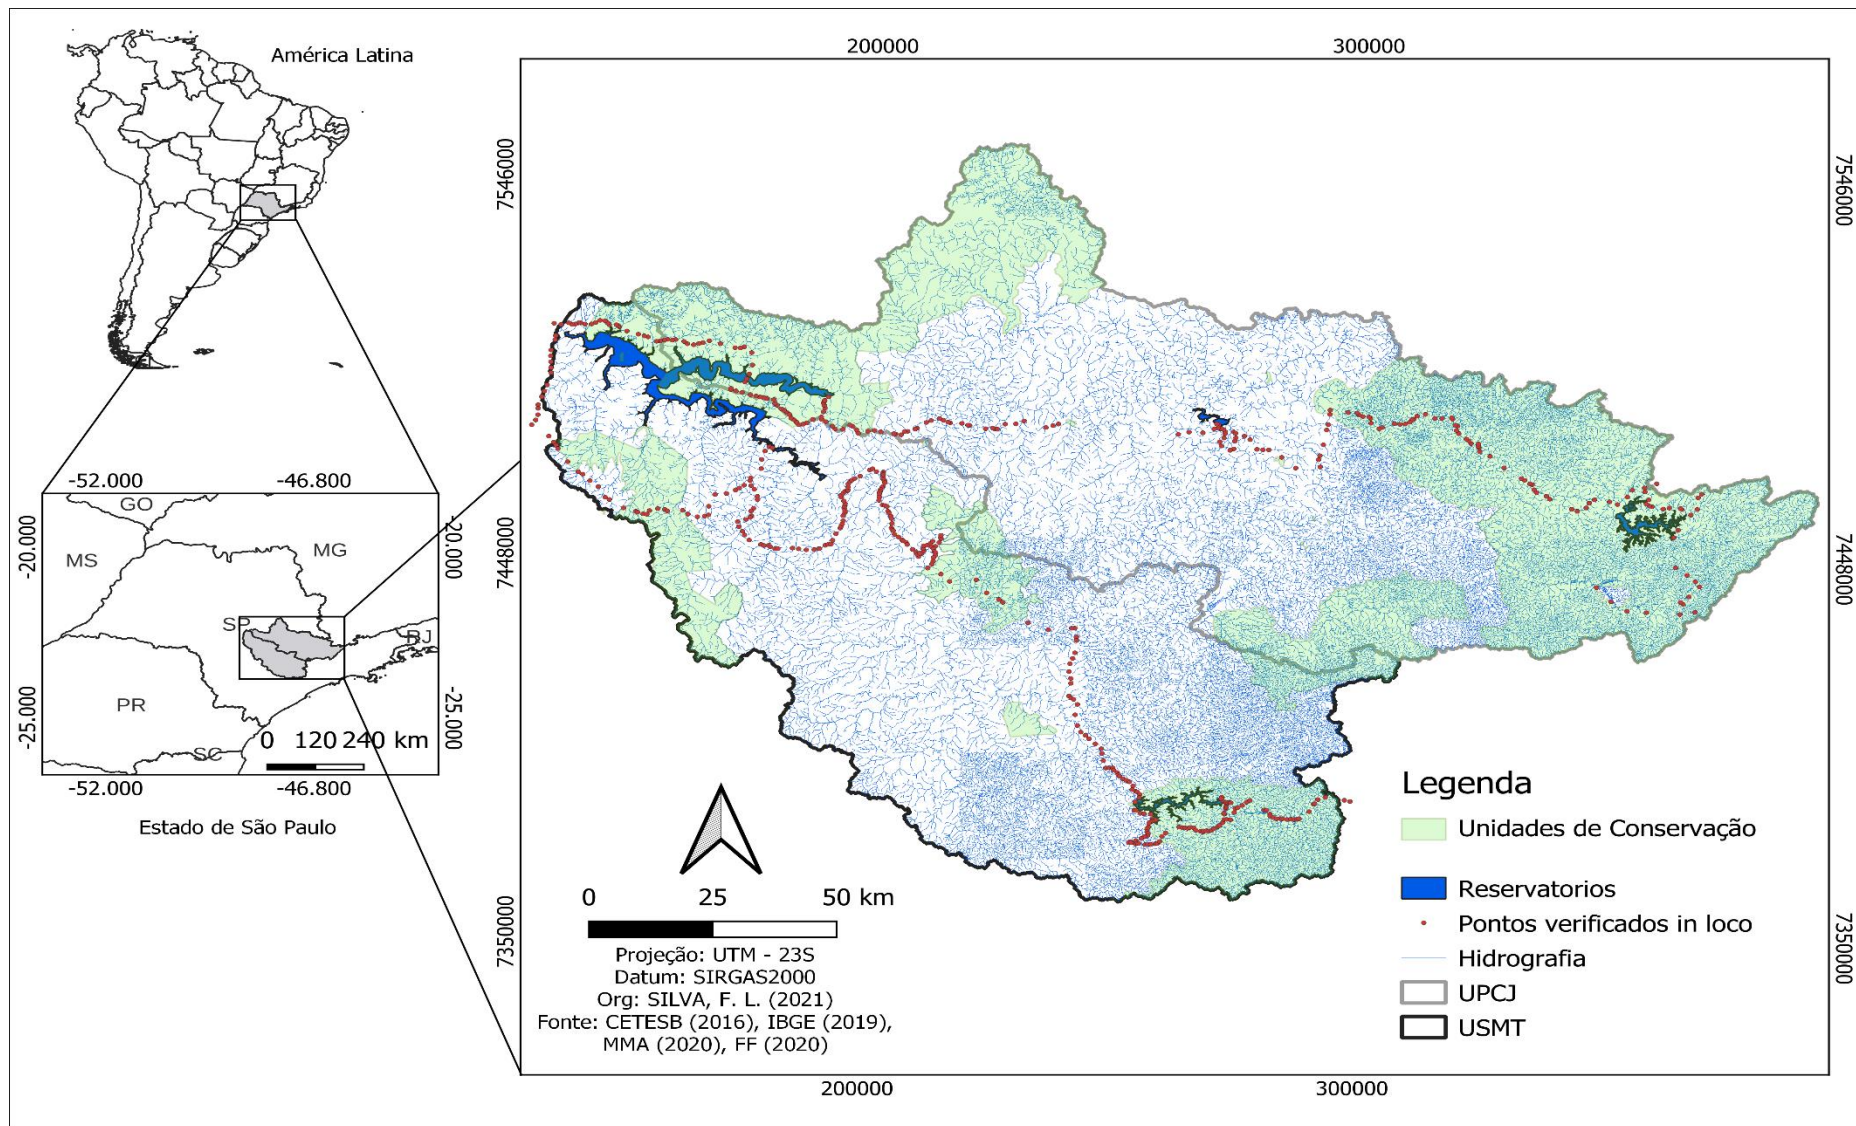 América Latina
200000
300000
7546000
7546000
-52.000
-46.800
GO
-20.000
-20.000
MS
MG
7448000
7448000
SP
RJ
PR
-25.000
-25.000
SC
0 120 240 km
-52.000
-46.800
Estado de São Paulo
Legenda
Unidades de Conservação
Reservatorios
Pontos verificados in loco
Hidrografia
UPCJ
USMT
0 25 50 km
7350000
7350000
Projeção: UTM - 23S
Datum: SIRGAS2000
Org: SILVA, F. L. (2021)
Fonte: CETESB (2016), IBGE (2019),
MMA (2020), FF (2020)
200000
300000